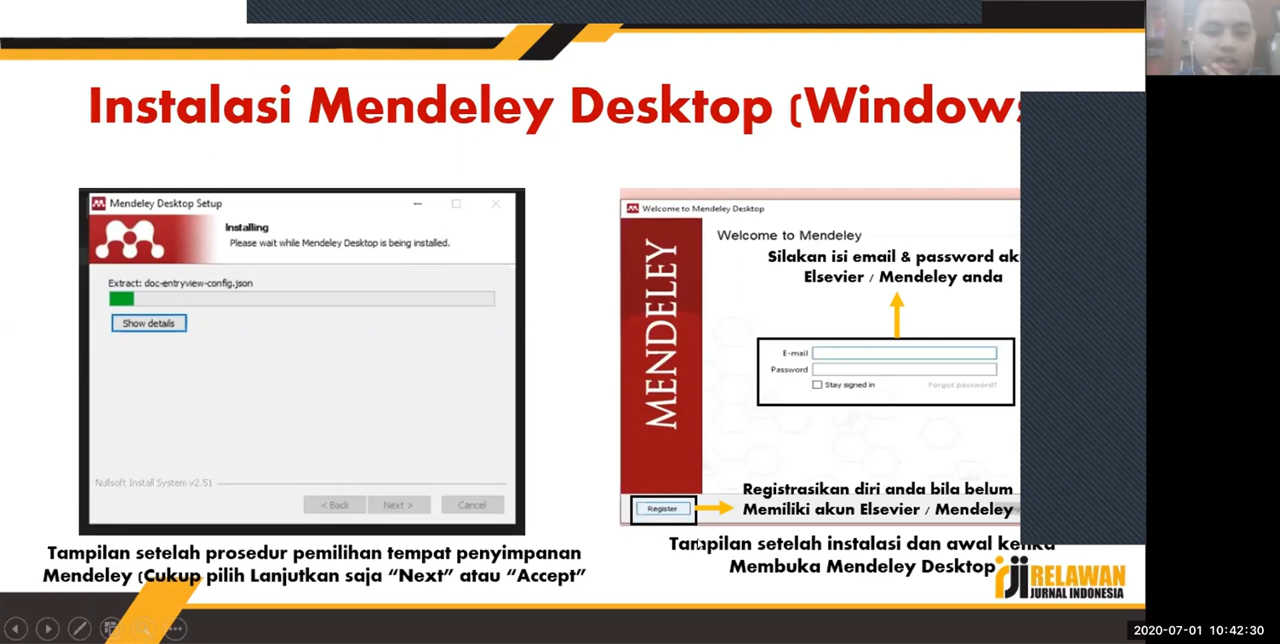 Instalasi Mendeley Desktop (Windows
Mendeley Desktop Setup
Installing
Please wait while Mendeley Desktop is being installed.
Extract: doc-entryview-config.json
Show details
Nullsoft Install System v2.51
< Back
Next >
Cancel
Tampilan setelah prosedur pemilihan tempat penyimpanan
Mendeley (Cukup pilih Lanjutkan saja “Next” atau “Accept”
Welcome to Mendeley Desktop
MENDELEY
Welcome to Mendeley
Silakan isi email & password ak
Elsevier / Mendeley anda
E-mail
Password
Stay signed in
Forgot password?
Registrasikan diri anda bila belum
Memiliki akun Elsevier / Mendeley
Register
Tampilan setelah instalasi dan awal ketika
Membuka Mendeley Desktop
rji RELAWAN
JURNAL INDONESIA
2020-07-01 10:42:30